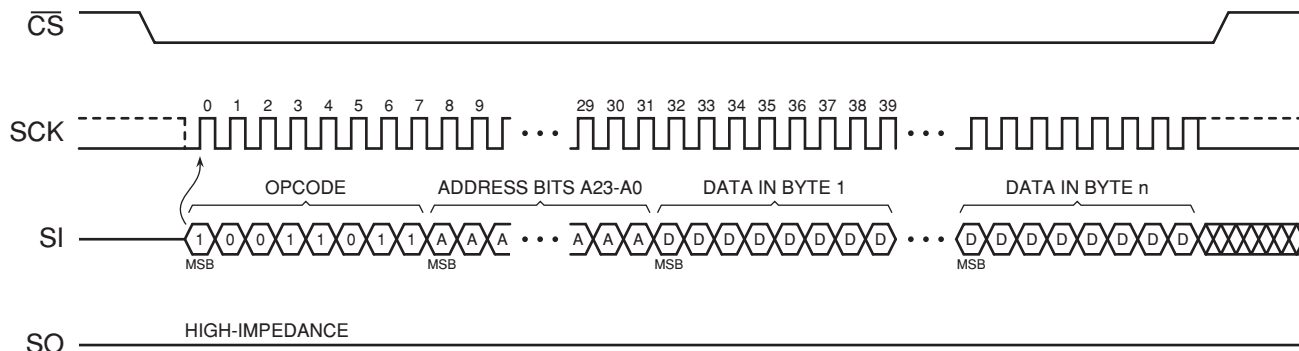 CS
0 1 2 3 4 5 6 7 8 9 29 30 31 32 33 34 35 36 37 38 39
SCK
OPCODE ADDRESS BITS A23-A0 DATA IN BYTE 1 DATA IN BYTE n
SI 1 0 0 1 1 0 1 1 A A A A A A D D D D D D D D D D D D D D D D
MSB MSB MSB MSB
HIGH-IMPEDANCE
SO